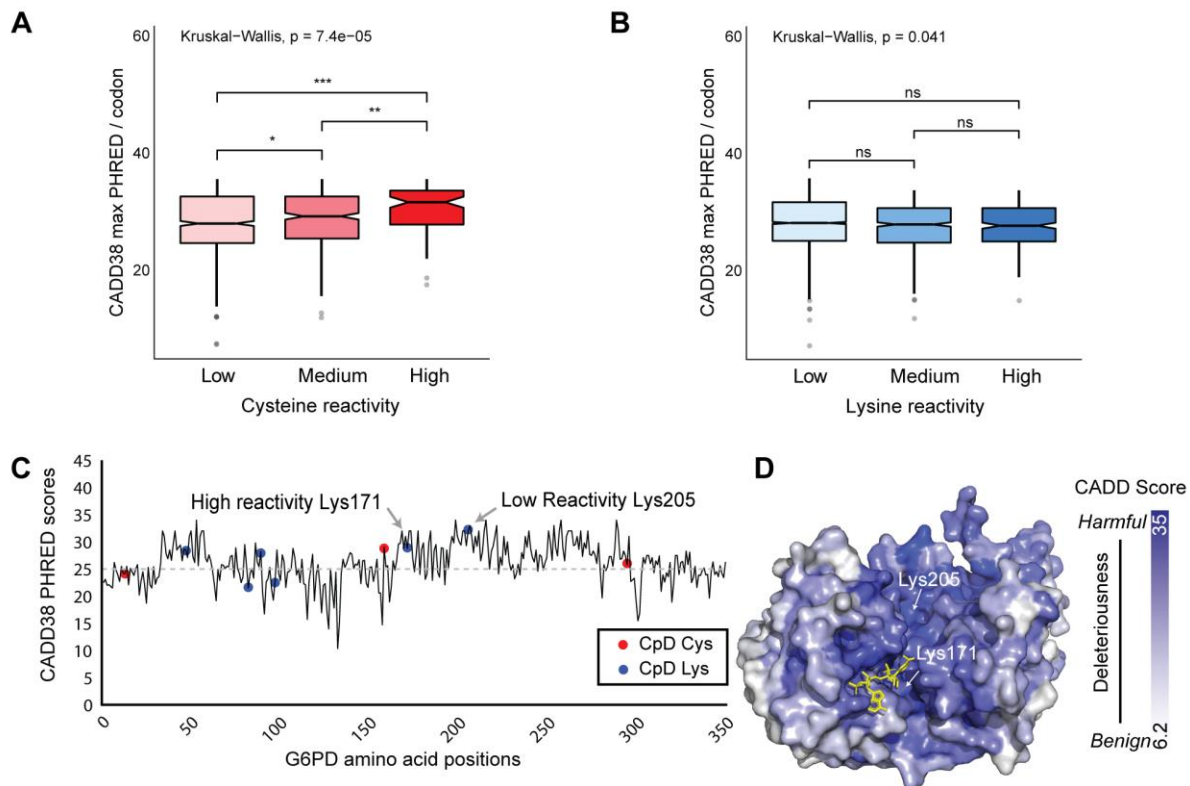 A
Kruskal-Wallis, p = 7.4e-05
CADD38 max PHRED / codon
60
40
20
***
**
*
Low Medium High
Cysteine reactivity
B
Kruskal-Wallis, p = 0.041
CADD38 max PHRED / codon
60
40
20
ns
ns
ns
Low Medium High
Lysine reactivity
C
CADD38 PHRED scores
45
40
35
30
25
20
15
10
5
0
High reactivity Lys171
Low Reactivity Lys205
CpD Cys
CpD Lys
0 50 100 150 200 250 300 350
G6PD amino acid positions
D
Lys205
Lys171
CADD Score
Harmful
35
Deleteriousness
Benign
6.2